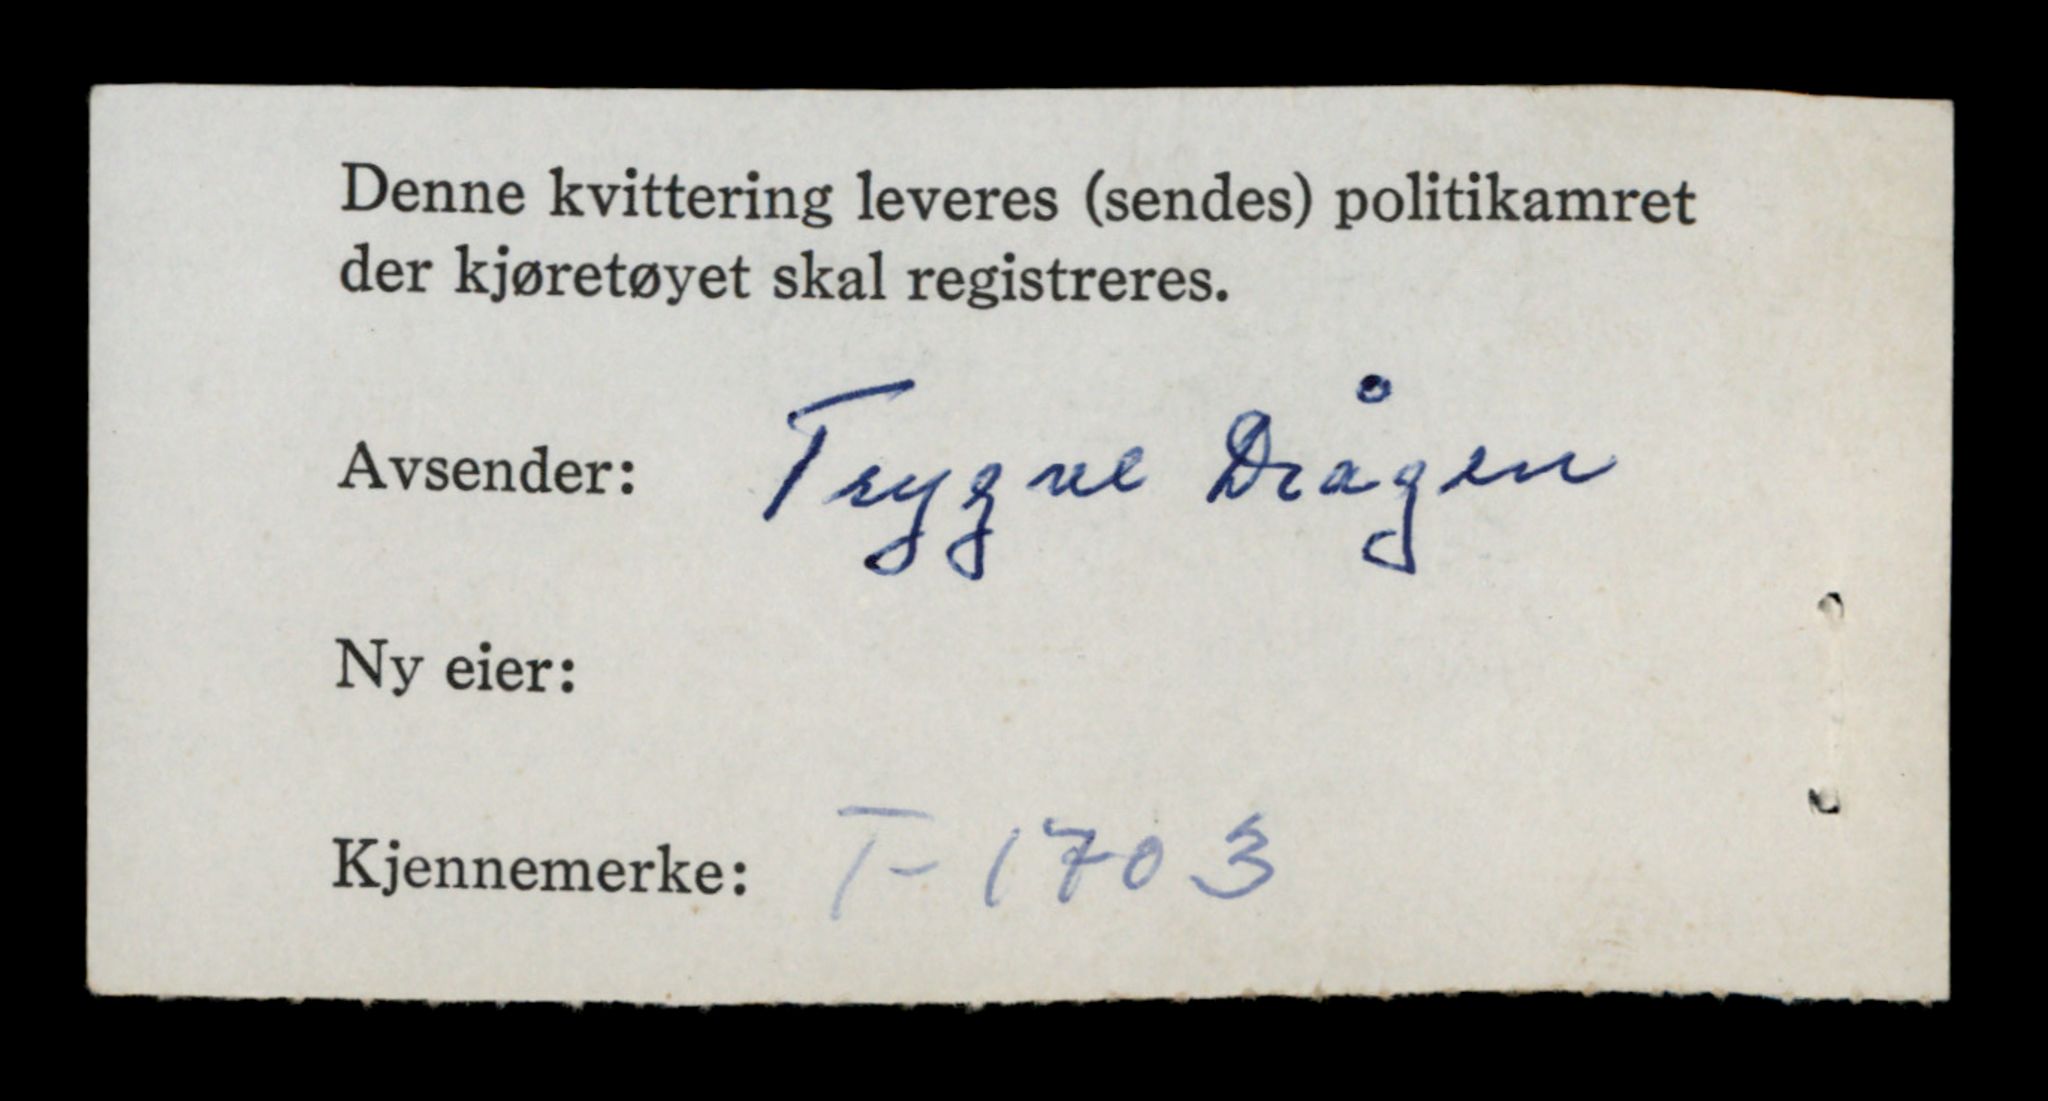 Denne kvittering leveres (sendes) politikamret
der kjøretøyet skal registreres.
Avsender: Trygve Drågen
Ny eier:
Kjennemerke: T-1703